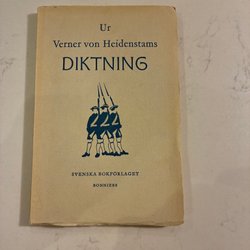 Ur
Verner von Heidenstams
DIKTNING
SVENSKA BOKFÖRLAGET
BONNIERS